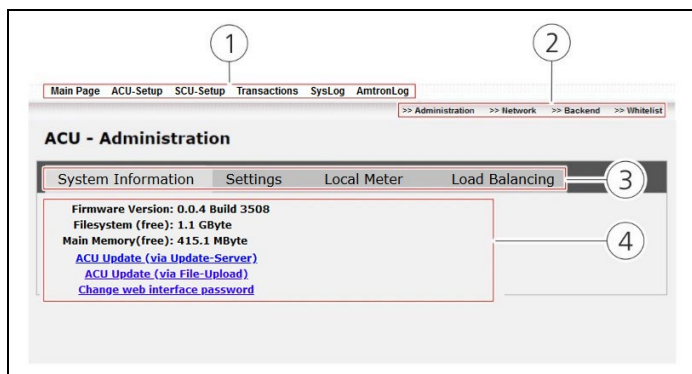 1
2
Main Page ACU-Setup SCU-Setup Transactions SysLog AmtronLog
>> Administration >> Network >> Backend >> Whitelist
ACU - Administration
System Information Settings Local Meter Load Balancing
3
Firmware Version: 0.0.4 Build 3508
Filesystem (free): 1.1 GByte
Main Memory(free): 415.1 MByte
4
ACU Update (via Update-Server)
ACU Update (via File-Upload)
Change web interface password